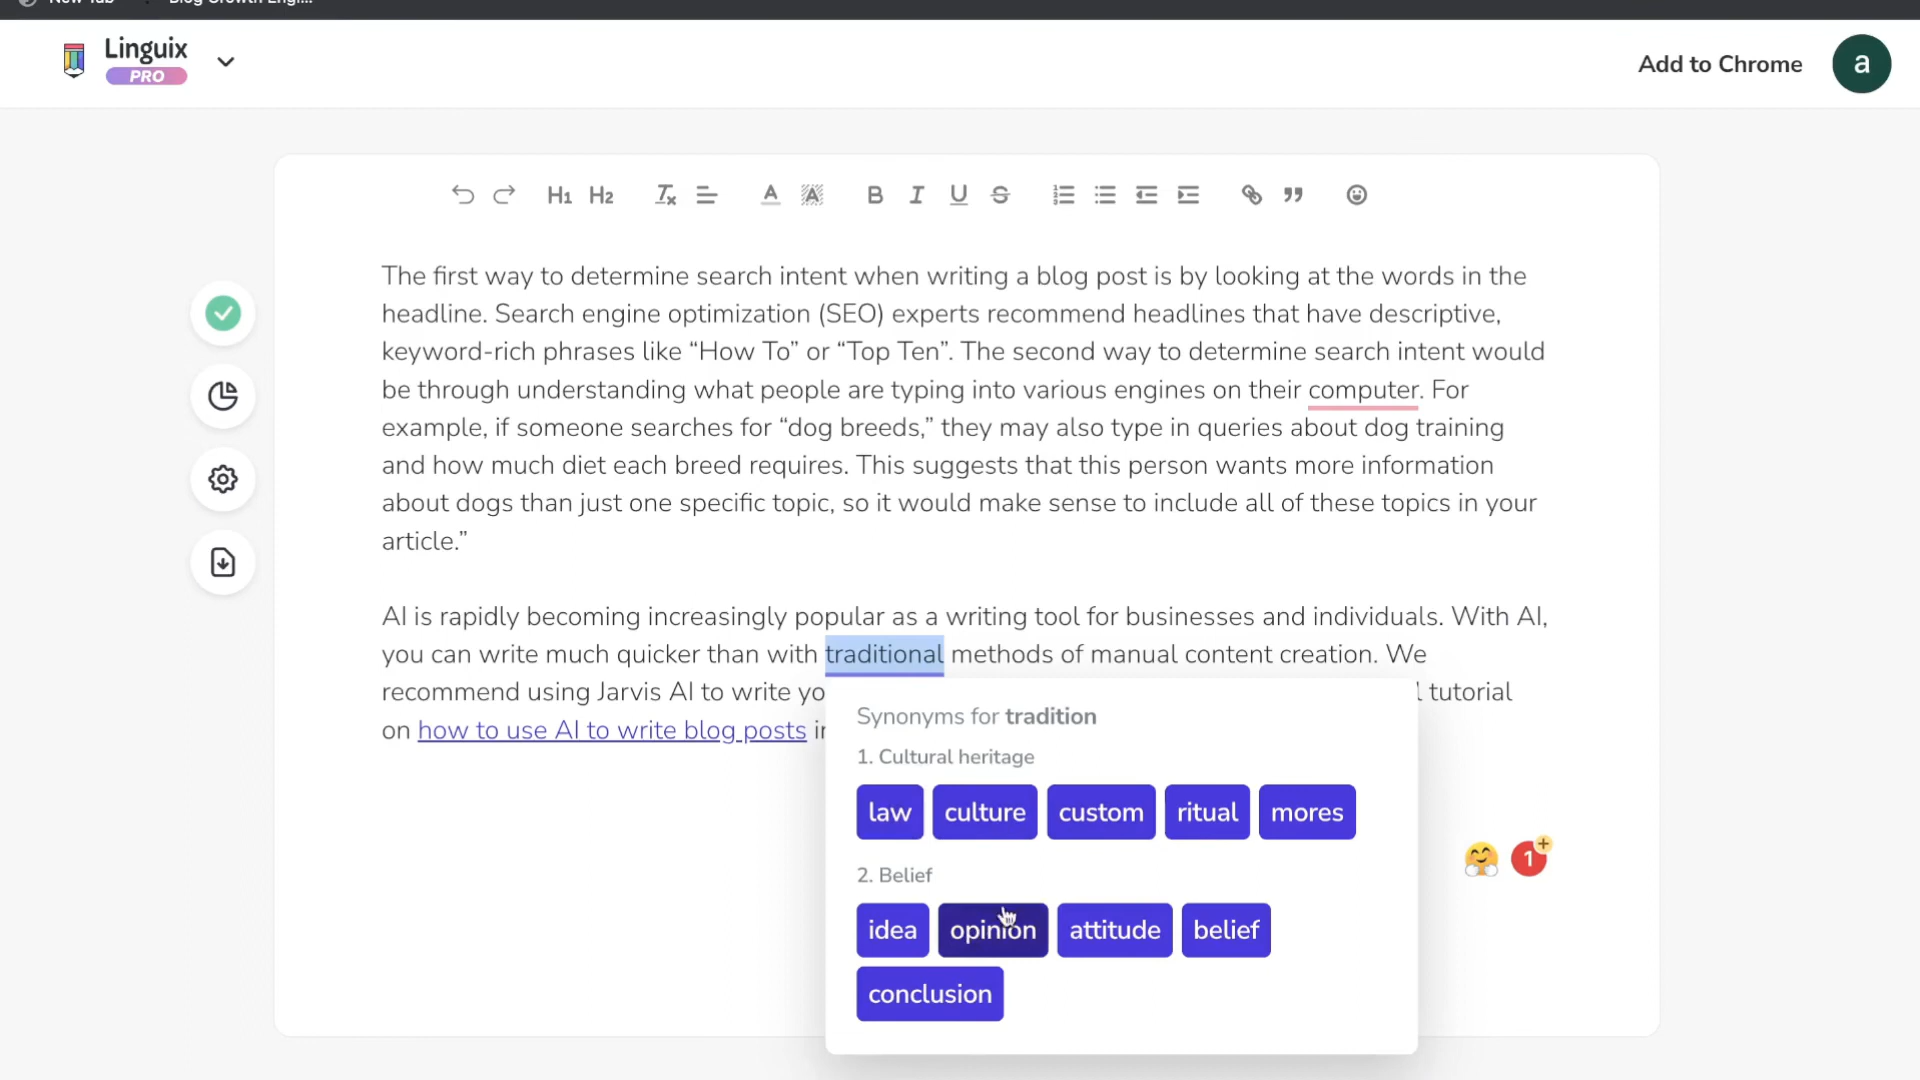 Linguix
PRO
Add to Chrome
a
H1 H2
The first way to determine search intent when writing a blog post is by looking at the words in the
headline. Search engine optimization (SEO) experts recommend headlines that have descriptive,
keyword-rich phrases like “How To” or “Top Ten”. The second way to determine search intent would
be through understanding what people are typing into various engines on their computer. For
example, if someone searches for “dog breeds,” they may also type in queries about dog training
and how much diet each breed requires. This suggests that this person wants more information
about dogs than just one specific topic, so it would make sense to include all of these topics in your
article.”
AI is rapidly becoming increasingly popular as a writing tool for businesses and individuals. With AI,
you can write much quicker than with traditional methods of manual content creation. We
recommend using Jarvis AI to write tutorial
on how to use AI to write blog posts
Synonyms for tradition
1. Cultural heritage
law culture custom ritual mores
1
2. Belief
idea opinion attitude belief
conclusion